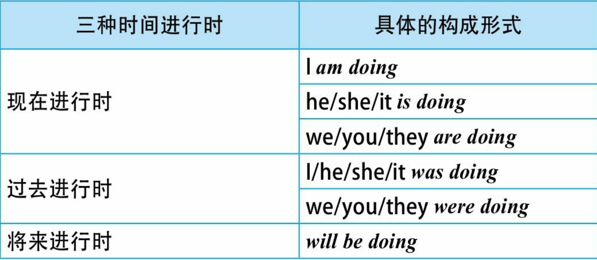 三种时间进行时 具体的构成形式
现在进行时
I am doing
he/she/it is doing
we/you/they are doing
过去进行时
I/he/she/it was doing
we/you/they were doing
将来进行时 will be doing